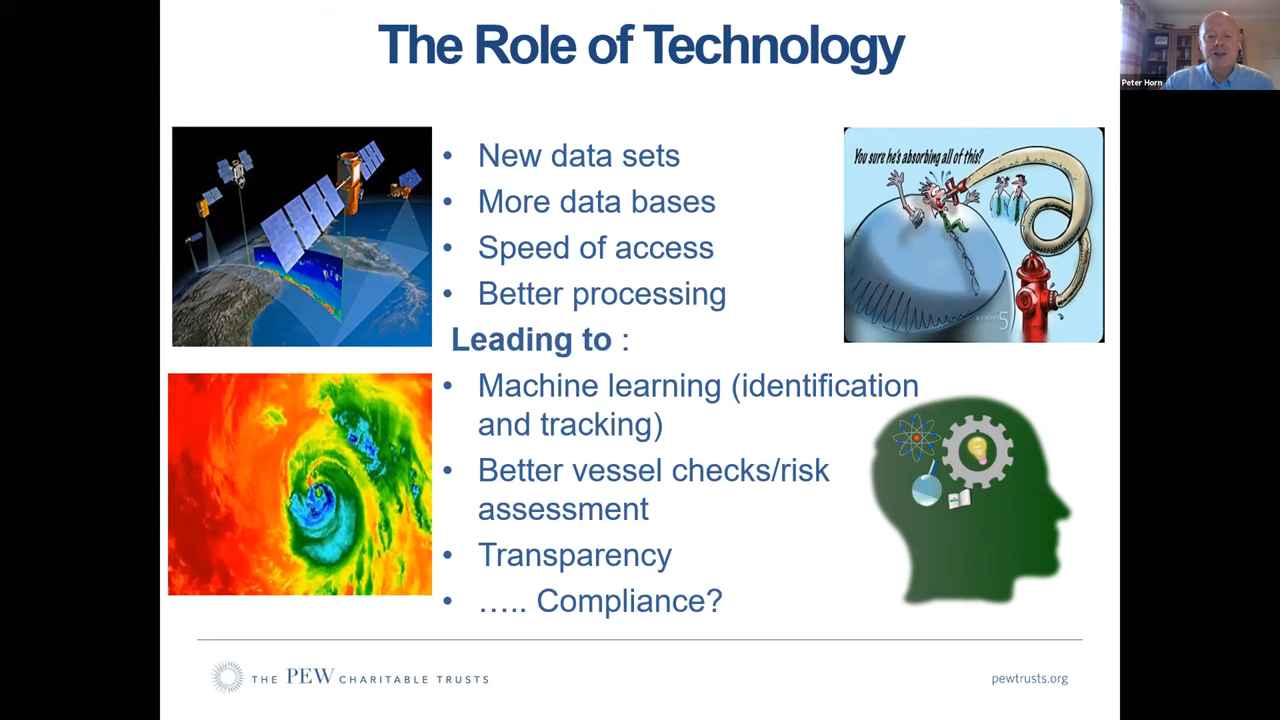 The Role of Technology
Peter Horn
You sure he's absorbing all of this?
• New data sets
• More data bases
• Speed of access
• Better processing
Leading to :
• Machine learning (identification
and tracking)
• Better vessel checks/risk
assessment
• Transparency
• ….. Compliance?
THE PEW CHARITABLE TRUSTS
pewtrusts.org